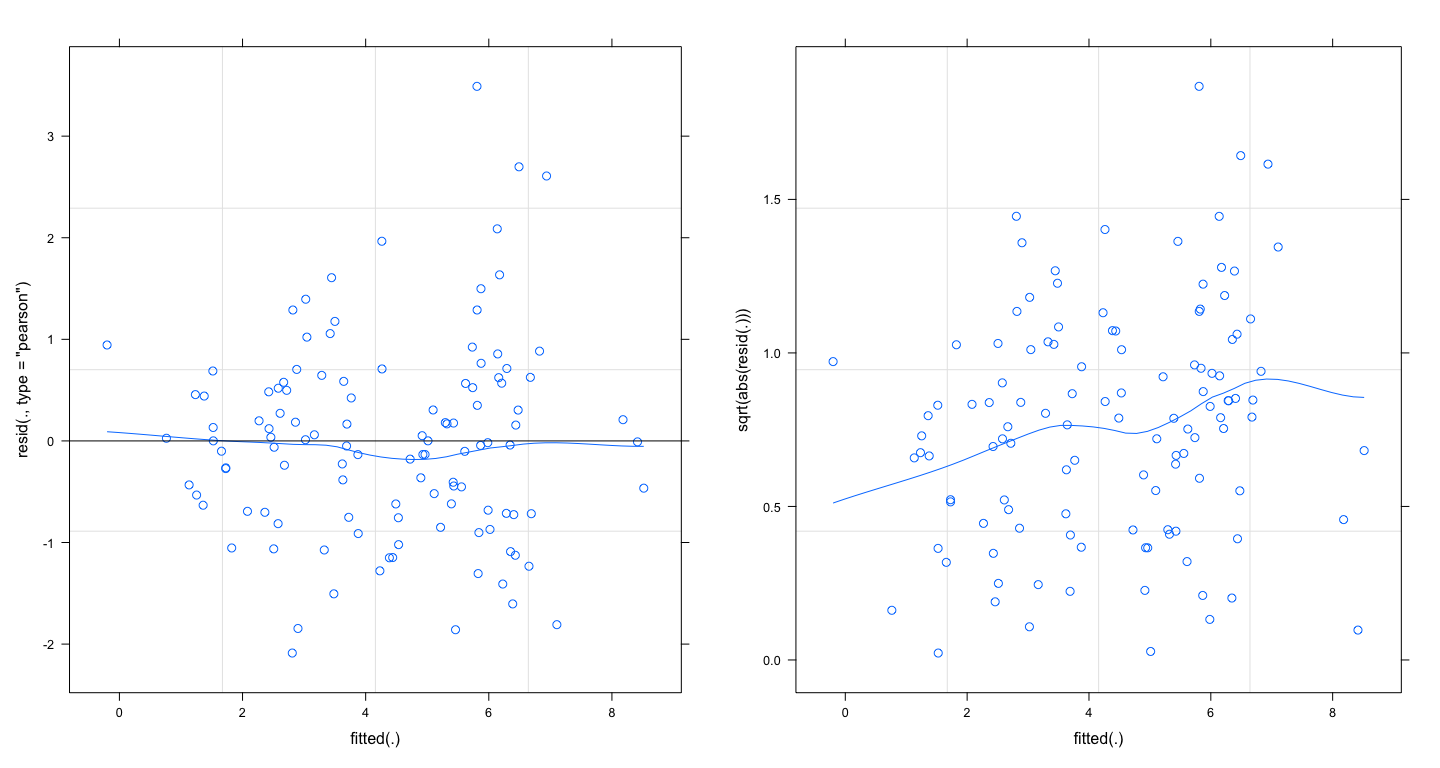 resid(., type = "pearson")
3
2
1
0
-1
-2
0 2 4 6 8
fitted(.)
sqrt(abs(resid(.)))
1.5
1.0
0.5
0.0
0 2 4 6 8
fitted(.)